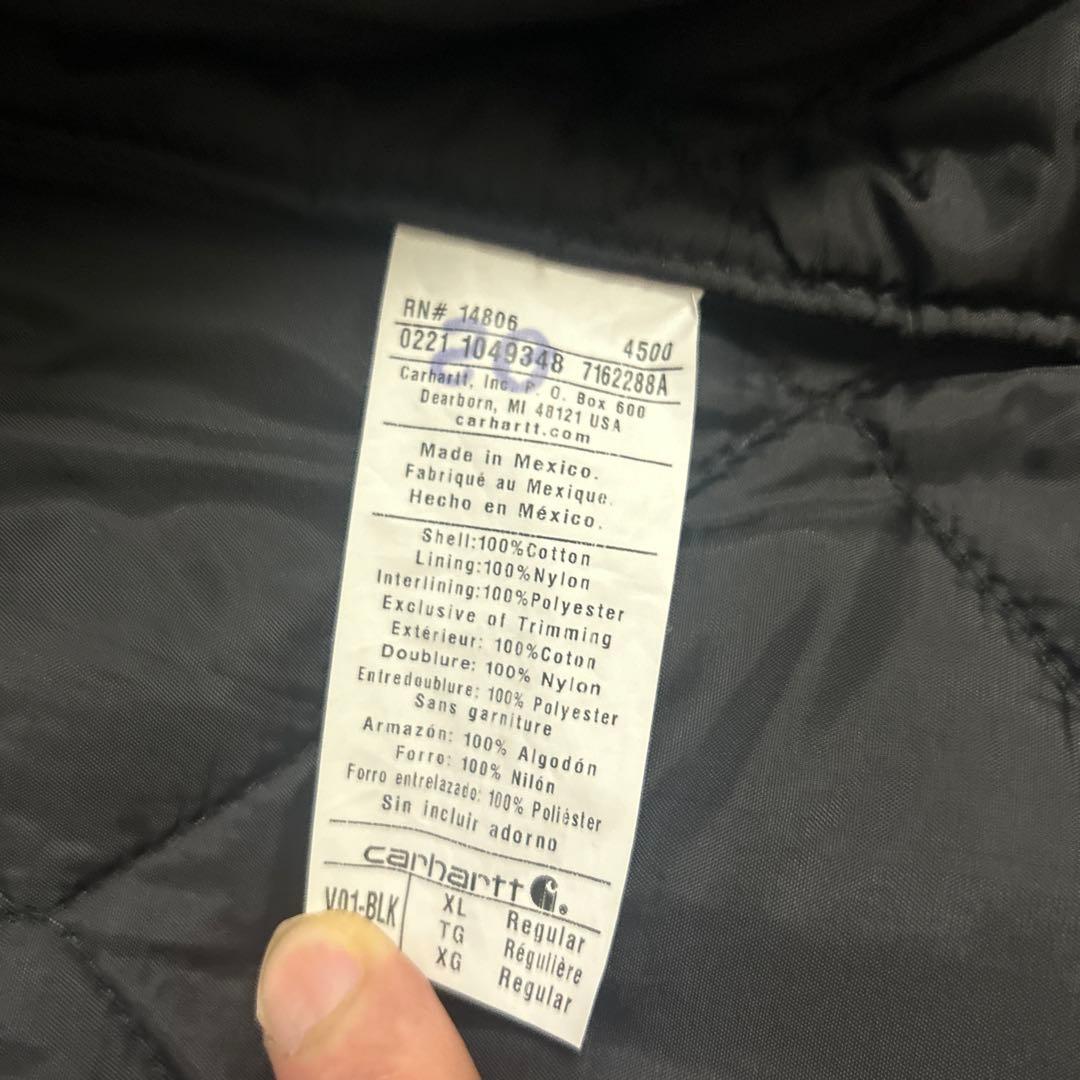 RN# 14806
4500
0221 1049348 7162288A
Carhartt, Inc P. O. Box 600
Dearborn, MI 48121 USA
carhartt.com
Made in Mexico.
Fabriqué au Mexique.
Hecho en México.
Shell:100%Cotton
Lining:100%Nylon
Interlining:100%Polyester
Exclusive of Trimming
Extérieur: 100%Coton
Doublure: 100% Nylon
Entredoublure: 100% Polyester
Sans garniture
Armazón: 100% Algodón
Forro: 100% Nilón
Forro entrelazado: 100% Poliéster
Sin incluir adorno
carhartt
V01-BLK
XL Regular
TG Régulière
XG Regular